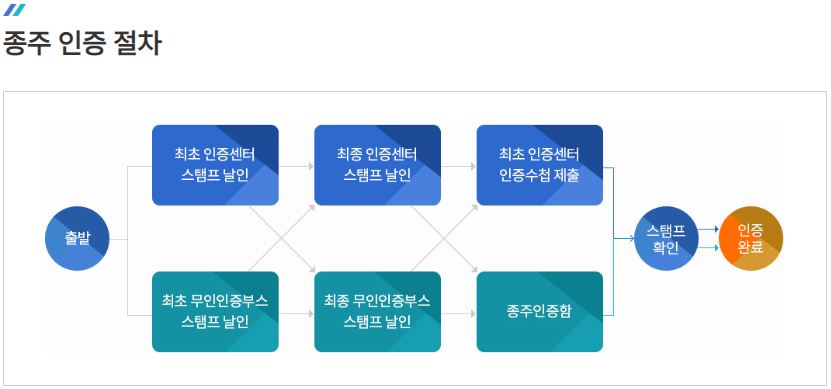 종주 인증 절차
출발
최초 인증센터
스탬프 날인
최종 인증센터
스탬프 날인
최초 인증센터
인증수첩 제출
최초 무인인증부스
스탬프 날인
최종 무인인증부스
스탬프 날인
종주인증함
스탬프
확인
인증
완료